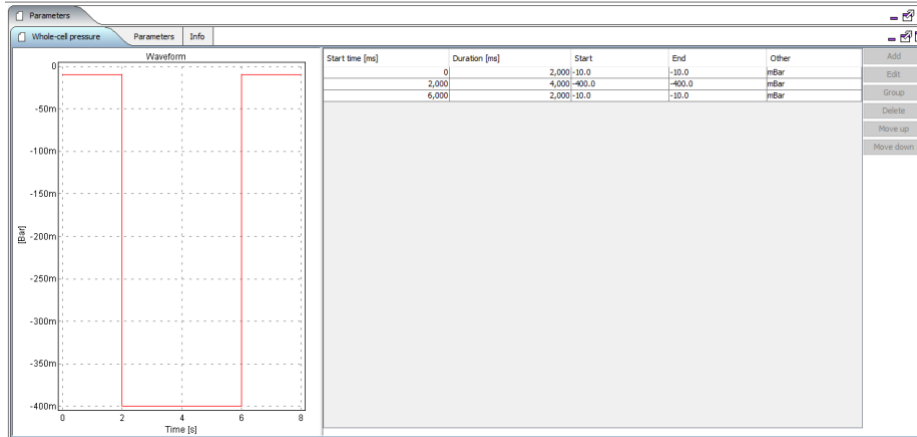 Parameters
Whole-cell pressure Parameters Info
Waveform
0
-50m
-100m
-150m
-200m
-250m
-300m
-350m
-400m
[Bar]
0 2 4 6 8
Time [s]
Start time [ms] Duration [ms] Start End Other
0 2,000 -10.0 -10.0 mBar
2,000 4,000 -400.0 -400.0 mBar
6,000 2,000 -10.0 -10.0 mBar
Add
Edit
Group
Delete
Move up
Move down